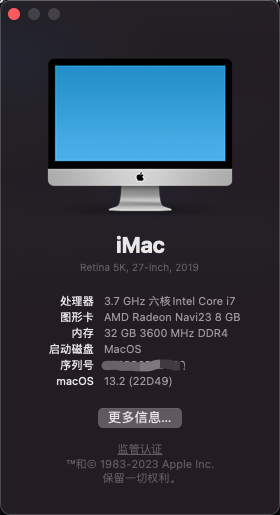 iMac
Retina 5K, 27-inch, 2019
处理器 3.7 GHz 六核Intel Core i7
图形卡 AMD Radeon Navi23 8 GB
内存 32 GB 3600 MHz DDR4
启动磁盘 MacOS
序列号
macOS 13.2 (22D49)
更多信息...
监管认证
™和© 1983-2023 Apple Inc.
保留一切权利。